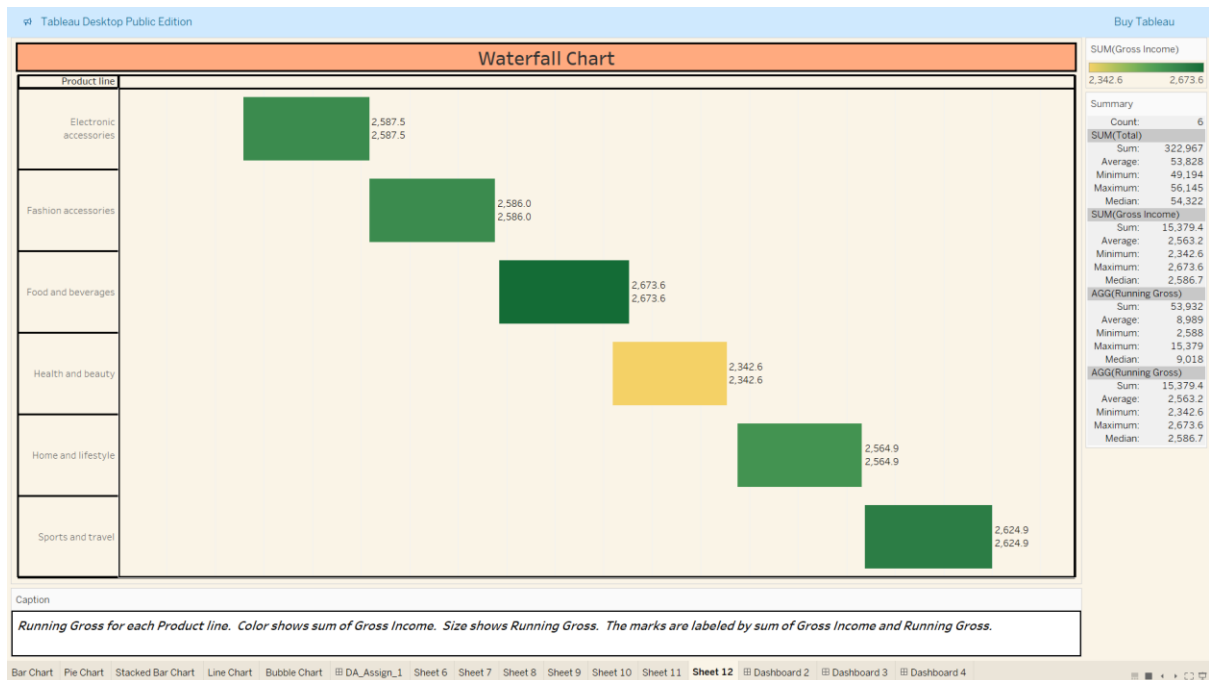 Tableau Desktop Public Edition
Buy Tableau
Waterfall Chart
Product line
Electronic
accessories
2,587.5
2,587.5
Fashion accessories
2,586.0
2,586.0
Food and beverages
2,673.6
2,673.6
Health and beauty
2,342.6
2,342.6
Home and lifestyle
2,564.9
2,564.9
Sports and travel
2,624.9
2,624.9
SUM(Gross Income)
2,342.6 2,673.6
Summary
Count: 6
SUM(Total)
Sum: 322,967
Average: 53,828
Minimum: 49,194
Maximum: 56,145
Median: 54,322
SUM(Gross Income)
Sum: 15,379.4
Average: 2,563.2
Minimum: 2,342.6
Maximum: 2,673.6
Median: 2,586.7
AGG(Running Gross)
Sum: 53,932
Average: 8,989
Minimum: 2,588
Maximum: 15,379
Median: 9,018
AGG(Running Gross)
Sum: 15,379.4
Average: 2,563.2
Minimum: 2,342.6
Maximum: 2,673.6
Median: 2,586.7
Caption
Running Gross for each Product line. Color shows sum of Gross Income. Size shows Running Gross. The marks are labeled by sum of Gross Income and Running Gross.
Bar Chart Pie Chart Stacked Bar Chart Line Chart Bubble Chart DA_Assign_1 Sheet 6 Sheet 7 Sheet 8 Sheet 9 Sheet 10 Sheet 11 Sheet 12 Dashboard 2 Dashboard 3 Dashboard 4